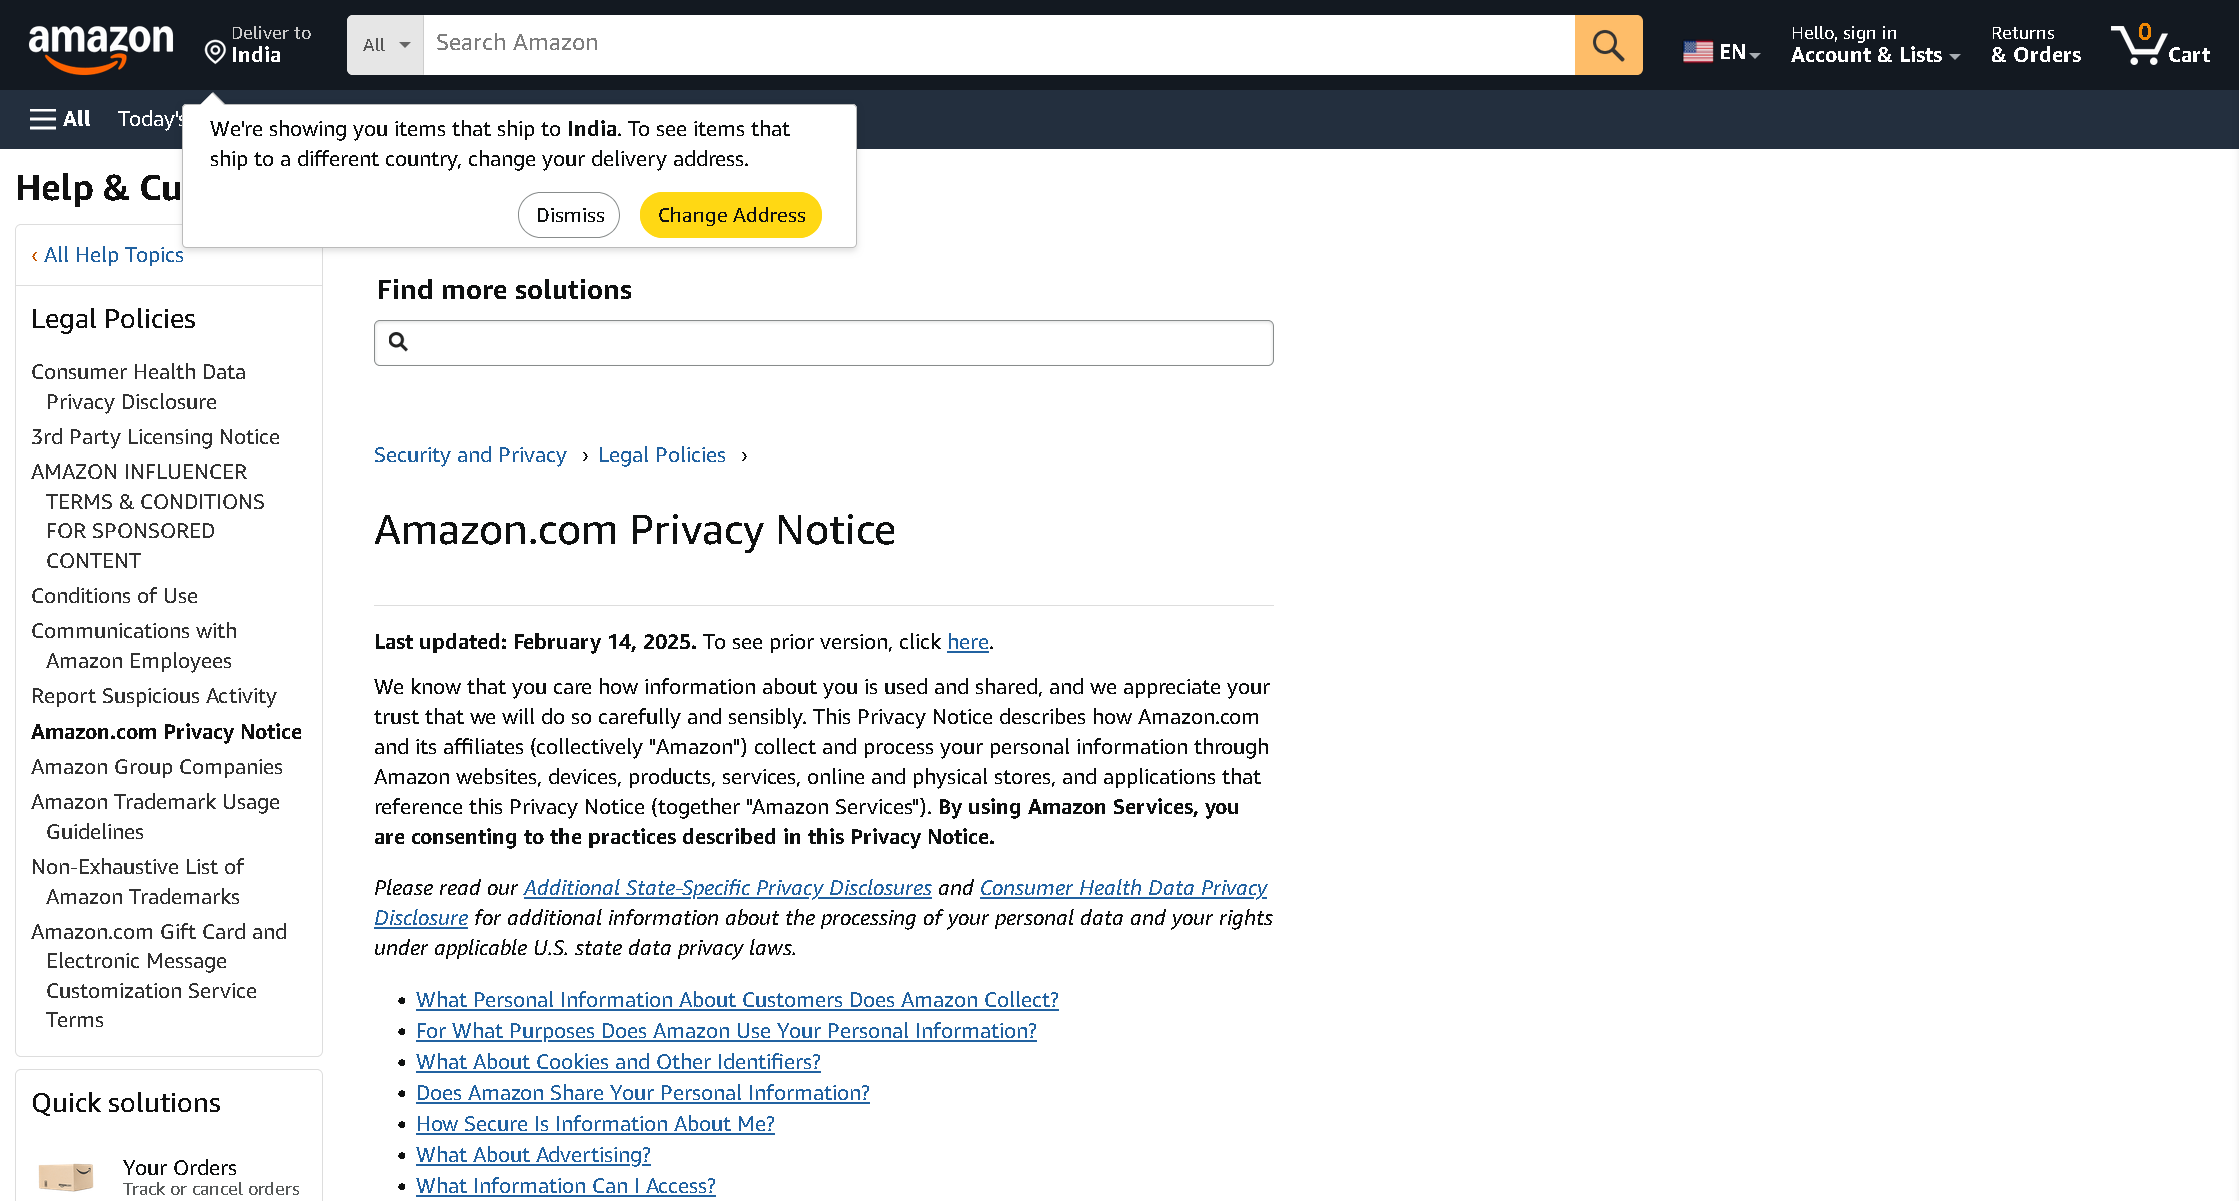 amazon
Deliver to
India
All
Search Amazon
EN
Hello, sign in
Account & Lists
Returns
& Orders
0
Cart
All
Today's
We're showing you items that ship to India. To see items that
ship to a different country, change your delivery address.
Dismiss
Change Address
Help & Cu
‹ All Help Topics
Legal Policies
Consumer Health Data
Privacy Disclosure
3rd Party Licensing Notice
AMAZON INFLUENCER
TERMS & CONDITIONS
FOR SPONSORED
CONTENT
Conditions of Use
Communications with
Amazon Employees
Report Suspicious Activity
Amazon.com Privacy Notice
Amazon Group Companies
Amazon Trademark Usage
Guidelines
Non-Exhaustive List of
Amazon Trademarks
Amazon.com Gift Card and
Electronic Message
Customization Service
Terms
Quick solutions
Your Orders
Track or cancel orders
Find more solutions
Security and Privacy › Legal Policies ›
Amazon.com Privacy Notice
Last updated: February 14, 2025. To see prior version, click here.
We know that you care how information about you is used and shared, and we appreciate your
trust that we will do so carefully and sensibly. This Privacy Notice describes how Amazon.com
and its affiliates (collectively "Amazon") collect and process your personal information through
Amazon websites, devices, products, services, online and physical stores, and applications that
reference this Privacy Notice (together "Amazon Services"). By using Amazon Services, you
are consenting to the practices described in this Privacy Notice.
Please read our Additional State-Specific Privacy Disclosures and Consumer Health Data Privacy
Disclosure for additional information about the processing of your personal data and your rights
under applicable U.S. state data privacy laws.
• What Personal Information About Customers Does Amazon Collect?
• For What Purposes Does Amazon Use Your Personal Information?
• What About Cookies and Other Identifiers?
• Does Amazon Share Your Personal Information?
• How Secure Is Information About Me?
• What About Advertising?
• What Information Can I Access?